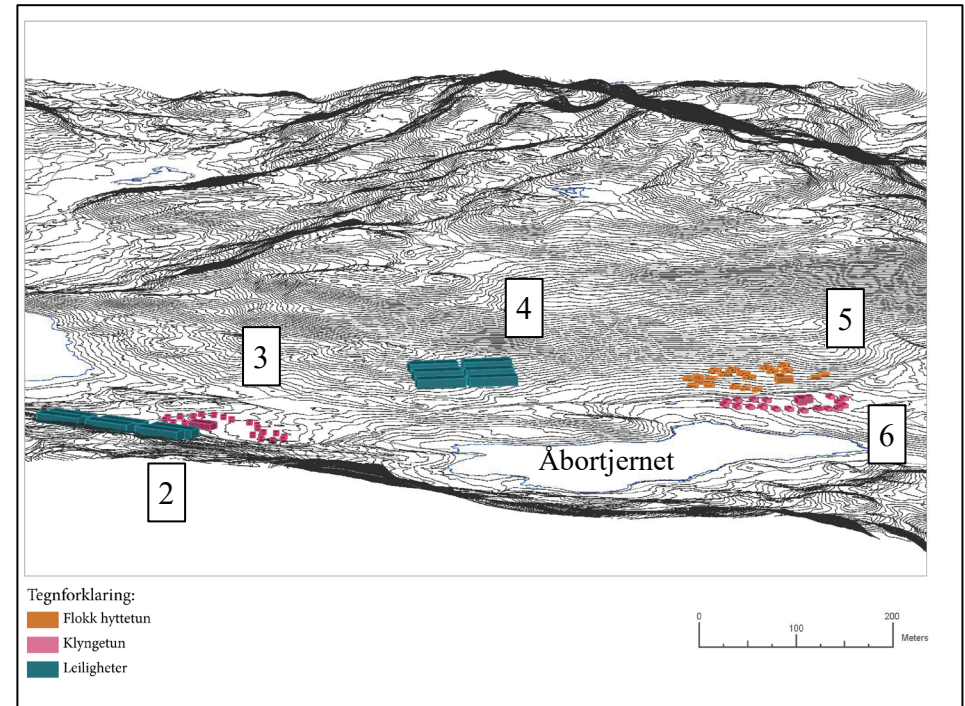 4
5
3
6
Åbortjernet
2
Tegnforklaring:
Flokk hyttetun
Klyngetun
Leiligheter
0 200
100 Meters